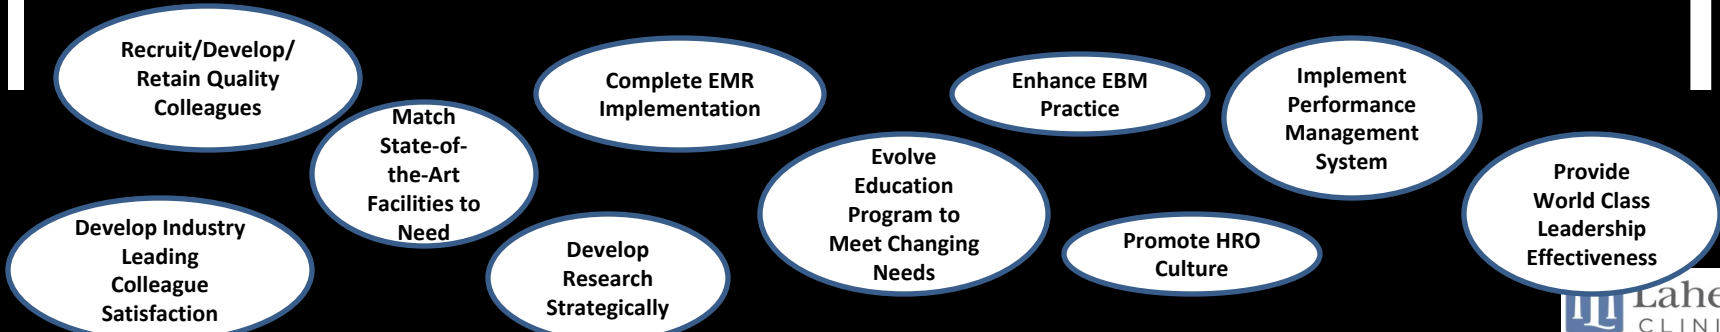 Recruit/Develop/
Retain Quality
Colleagues
Match
State-of-
the-Art
Facilities to
Need
Complete EMR
Implementation
Enhance EBM
Practice
Implement
Performance
Management
System
Develop Industry
Leading
Colleague
Satisfaction
Develop
Research
Strategically
Evolve
Education
Program to
Meet Changing
Needs
Promote HRO
Culture
Provide
World Class
Leadership
Effectiveness